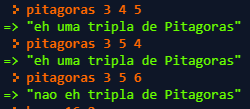 > pitagoras 3 4 5
=> "eh uma tripla de Pitagoras"
> pitagoras 3 5 4
=> "eh uma tripla de Pitagoras"
> pitagoras 3 5 6
=> "nao eh tripla de Pitagoras"